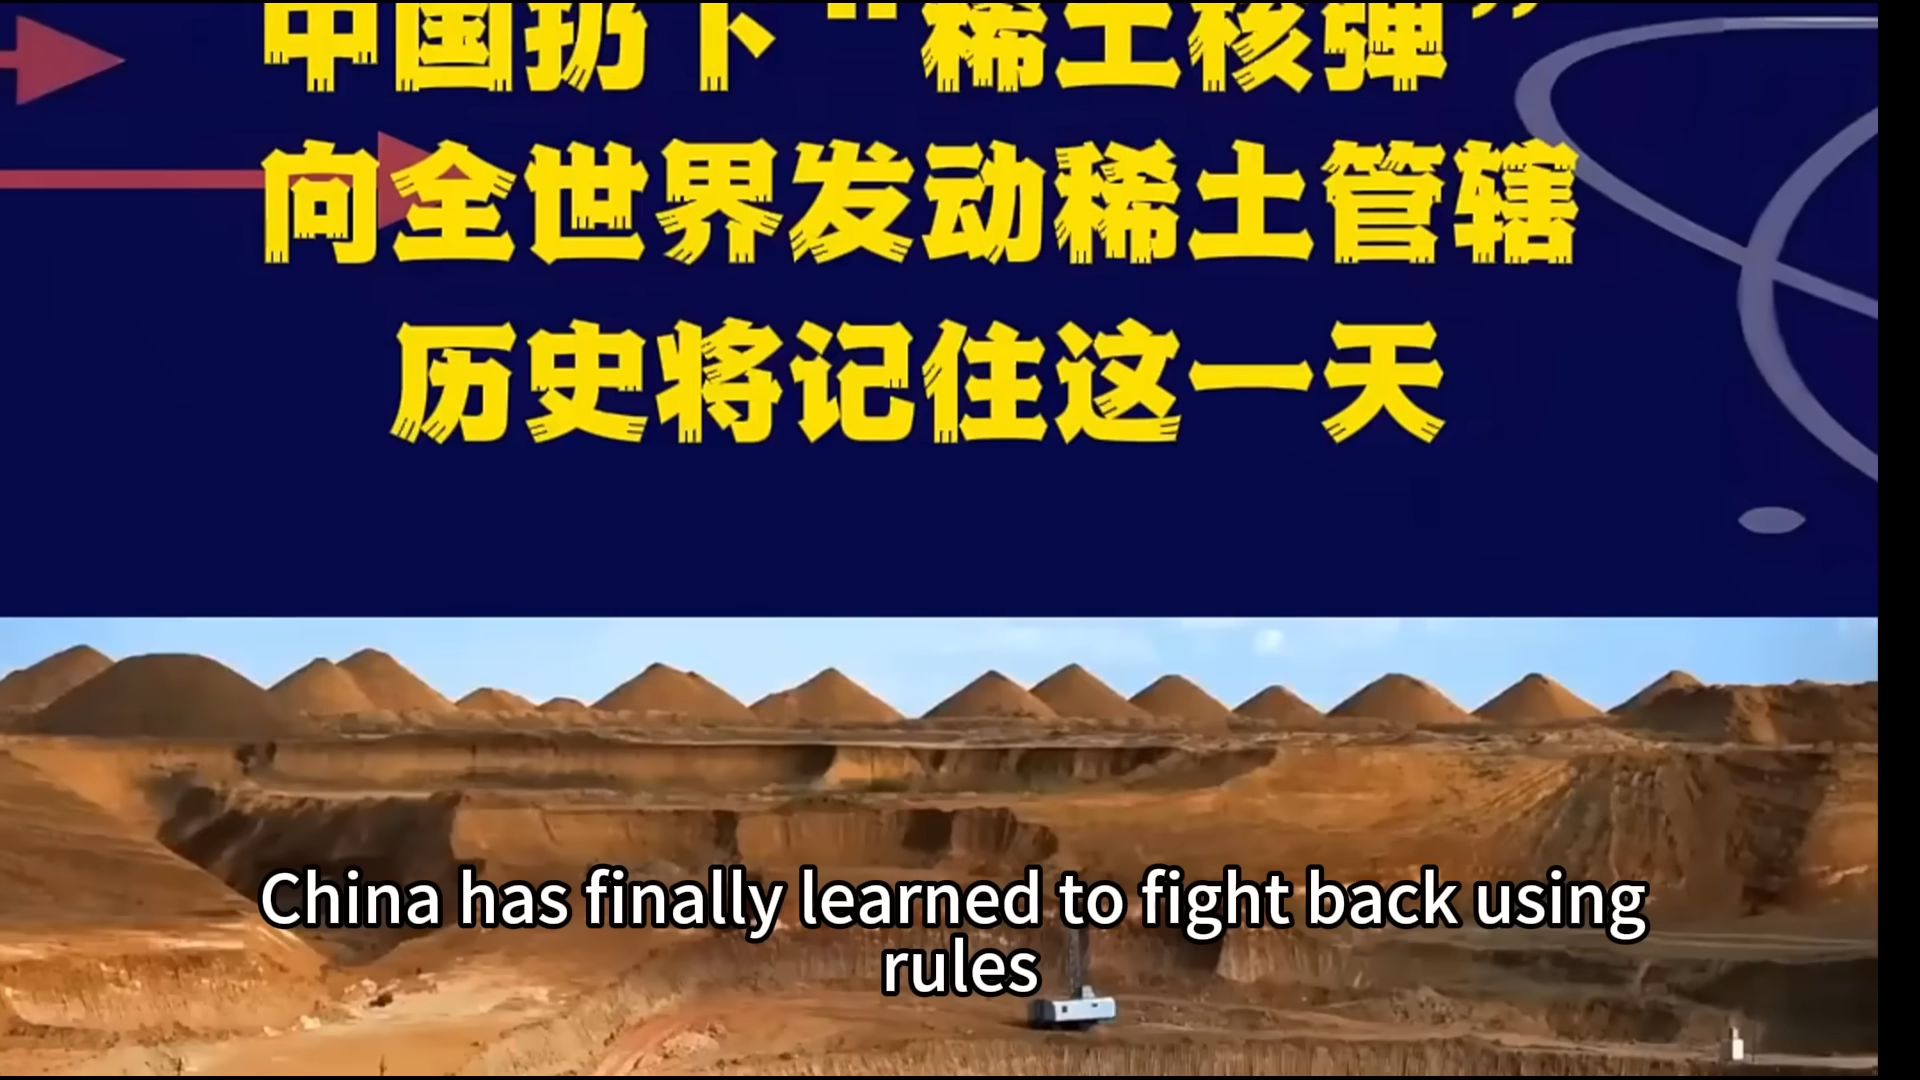 中国扔下“稀土核弹”
向全世界发动稀土管辖
历史将记住这一天
China has finally learned to fight back using
rules